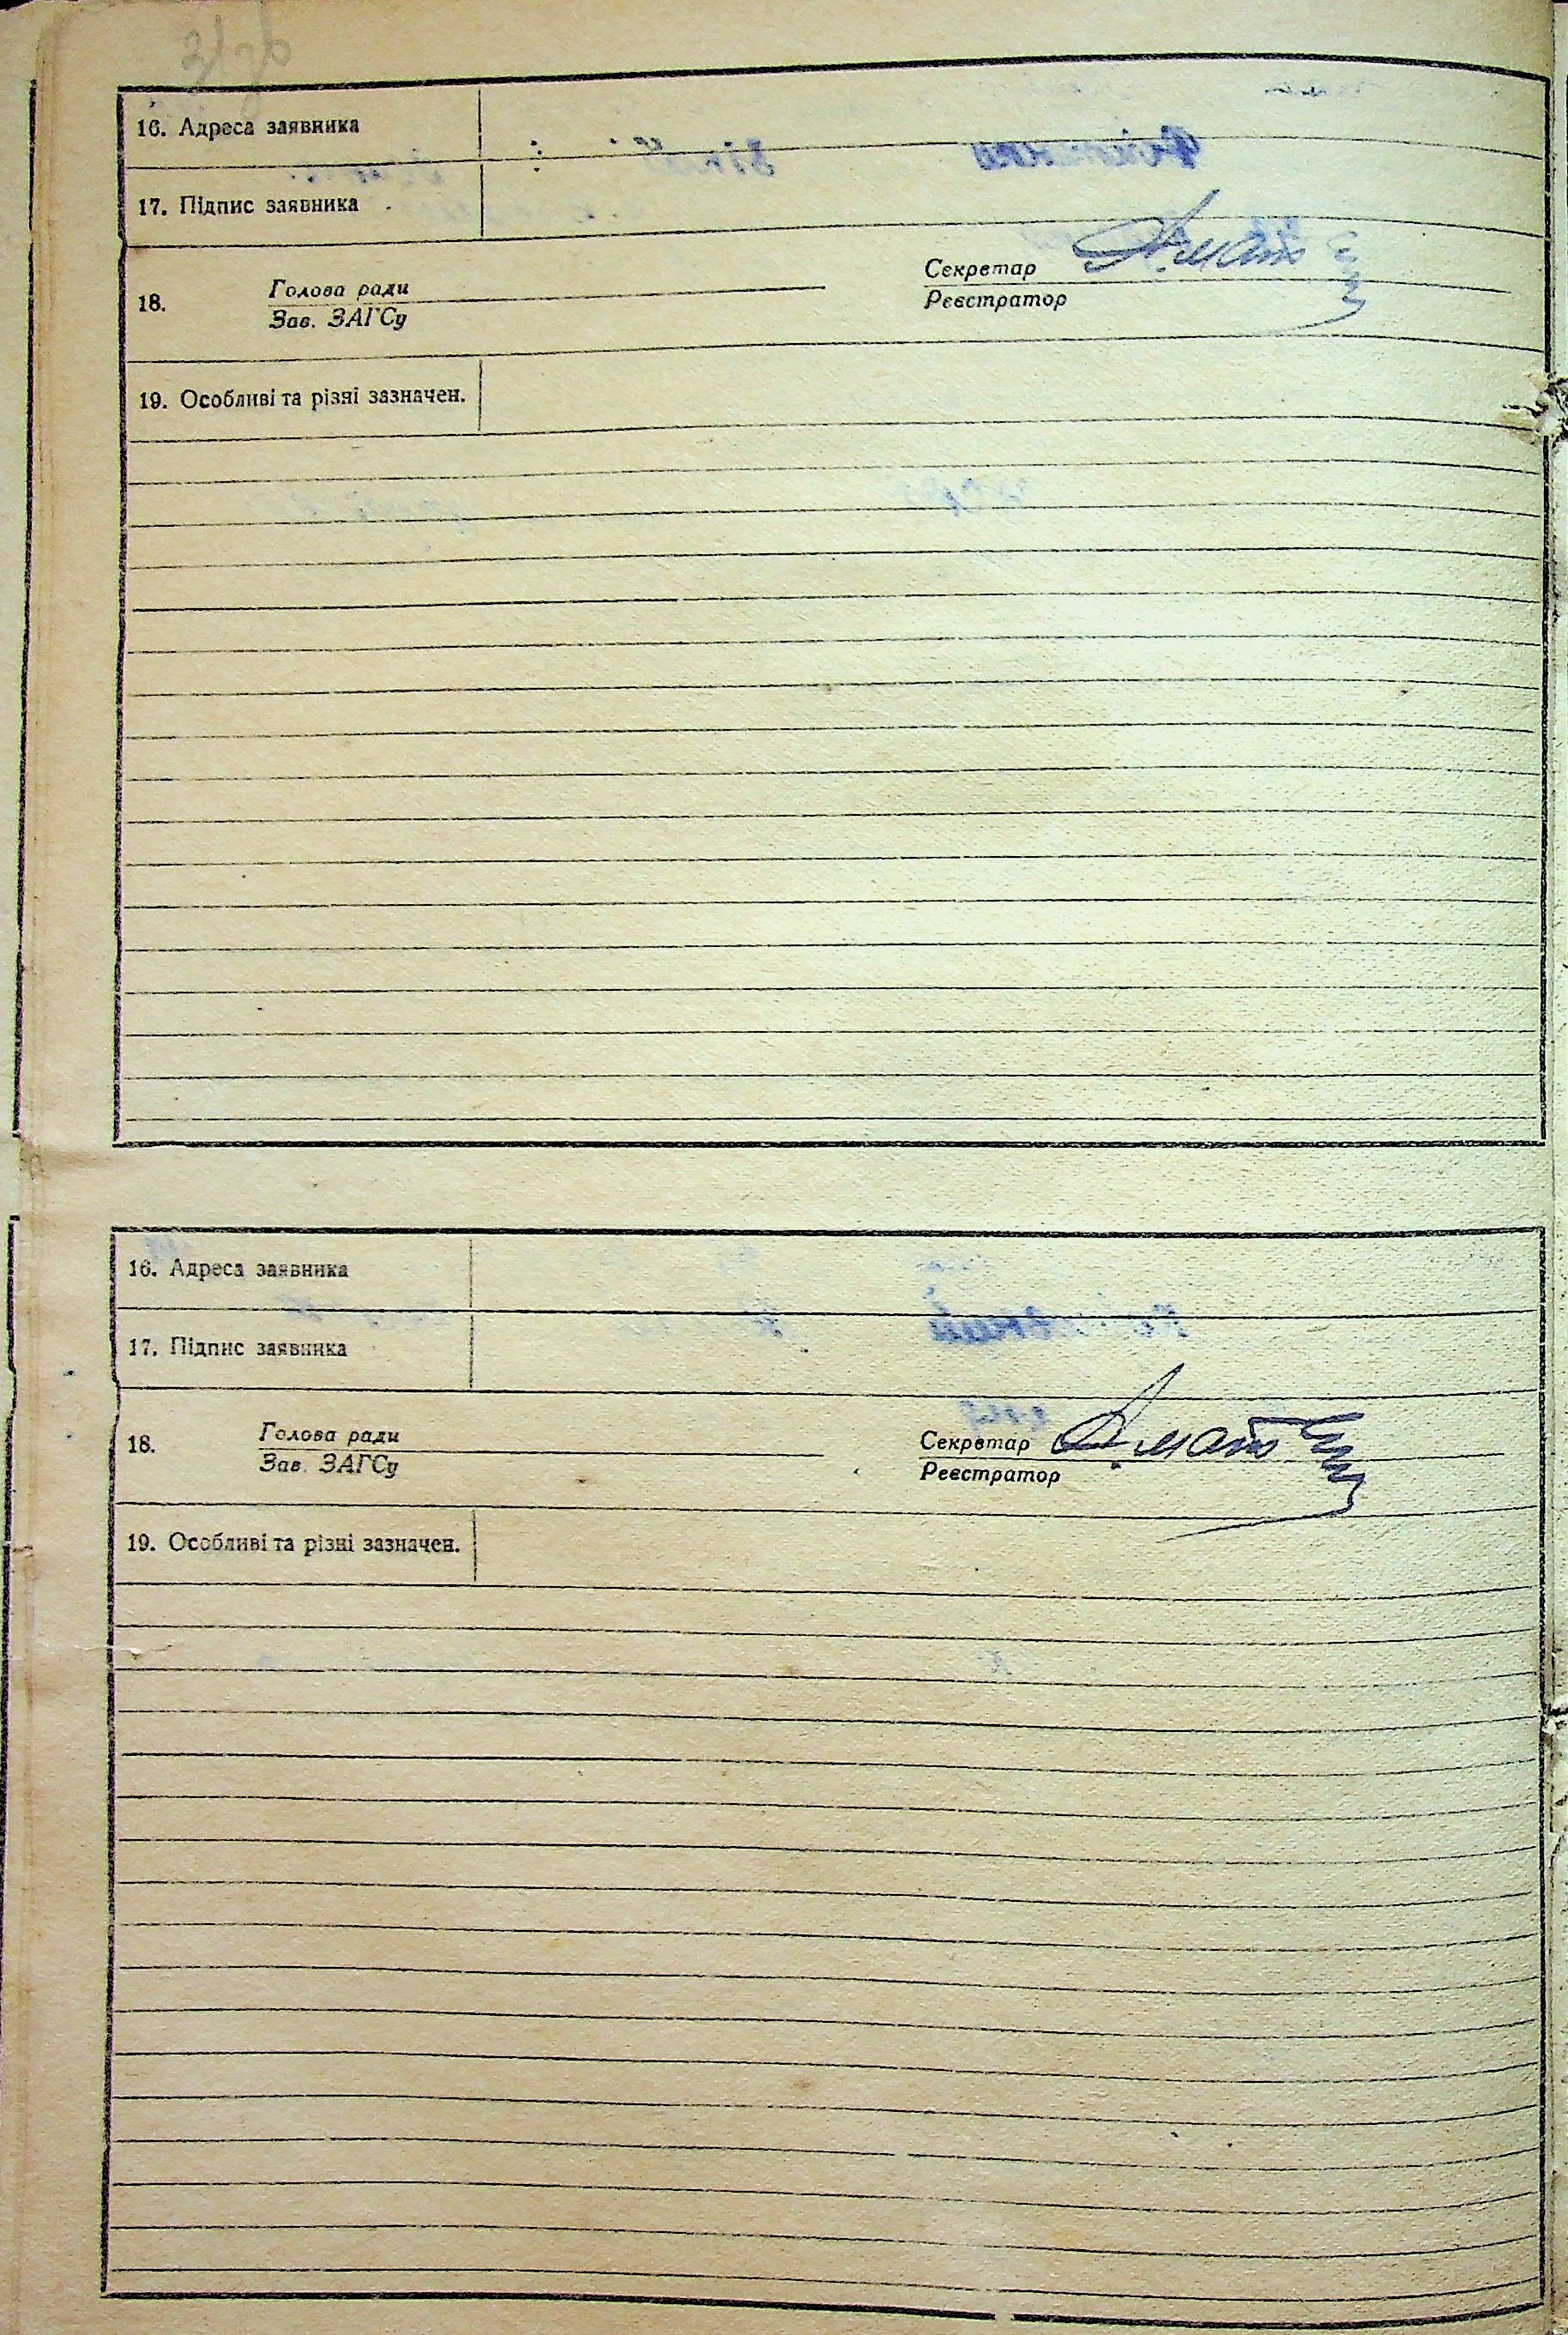 16. Адреса заявника
17. Підпис заявника
18. Голова ради Секретар
Зав. ЗАГСу Реєстратор
19. Особливі та різні зазначен.
16. Адреса заявника
17. Підпис заявника
18. Голова ради Секретар
Зав. ЗАГСу Реєстратор
19. Особливі та різні зазначен.